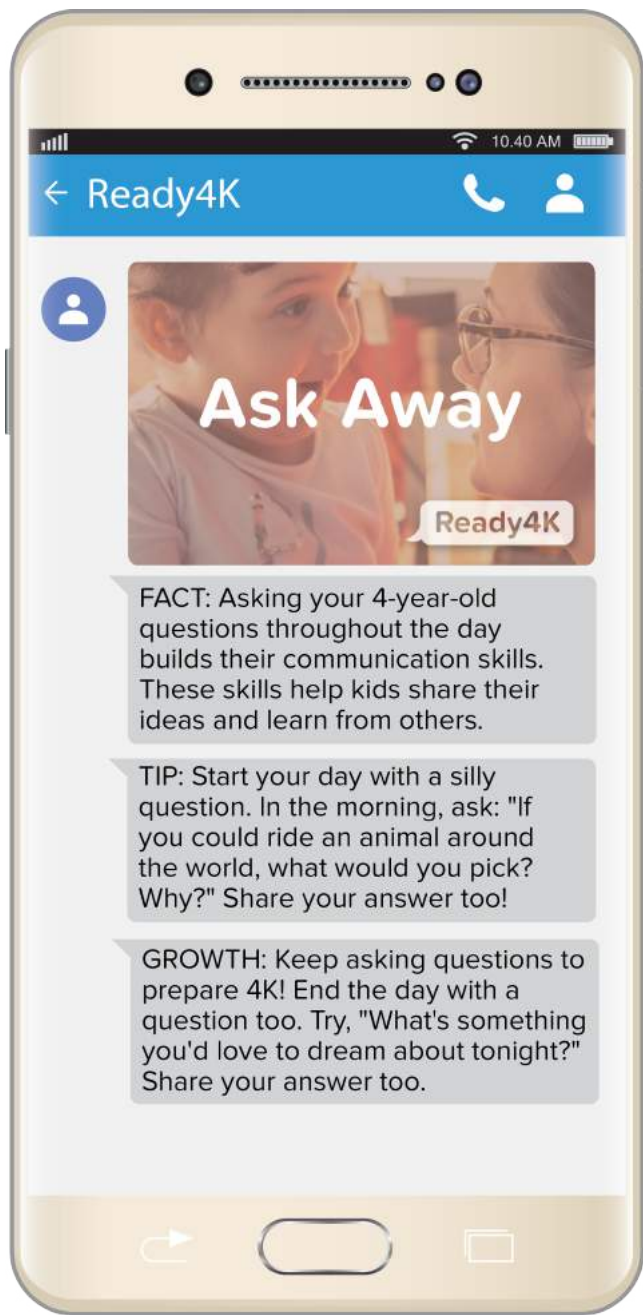 10.40 AM
Ready4K
Ask Away
Ready4K
FACT: Asking your 4-year-old
questions throughout the day
builds their communication skills.
These skills help kids share their
ideas and learn from others.
TIP: Start your day with a silly
question. In the morning, ask: "If
you could ride an animal around
the world, what would you pick?
Why?" Share your answer too!
GROWTH: Keep asking questions to
prepare 4K! End the day with a
question too. Try, "What's something
you'd love to dream about tonight?"
Share your answer too.